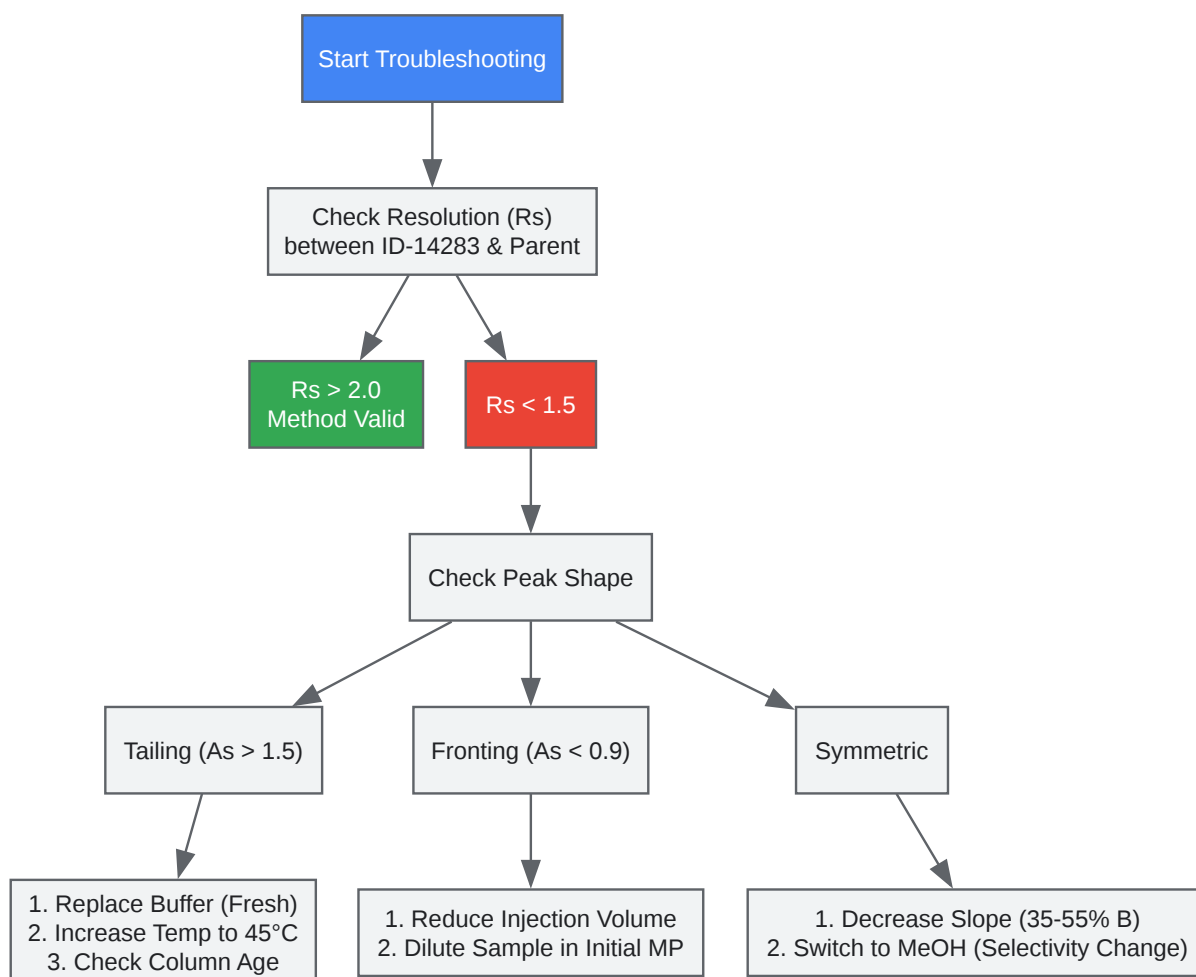 Start Troubleshooting
Check Resolution (Rs)
between ID-14283 & Parent
Rs > 2.0
Method Valid
Rs < 1.5
Check Peak Shape
Tailing (As > 1.5)
Fronting (As < 0.9)
Symmetric
1. Replace Buffer (Fresh)
2. Increase Temp to 45°C
3. Check Column Age
1. Reduce Injection Volume
2. Dilute Sample in Initial MP
1. Decrease Slope (35-55% B)
2. Switch to MeOH (Selectivity Change)